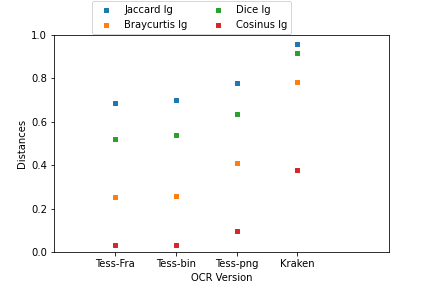 Jaccard lg Dice lg
Braycurtis lg Cosinus lg
1.0
0.8
0.6
0.4
0.2
0.0
Distances
Tess-Fra Tess-bin Tess-png Kraken
OCR Version